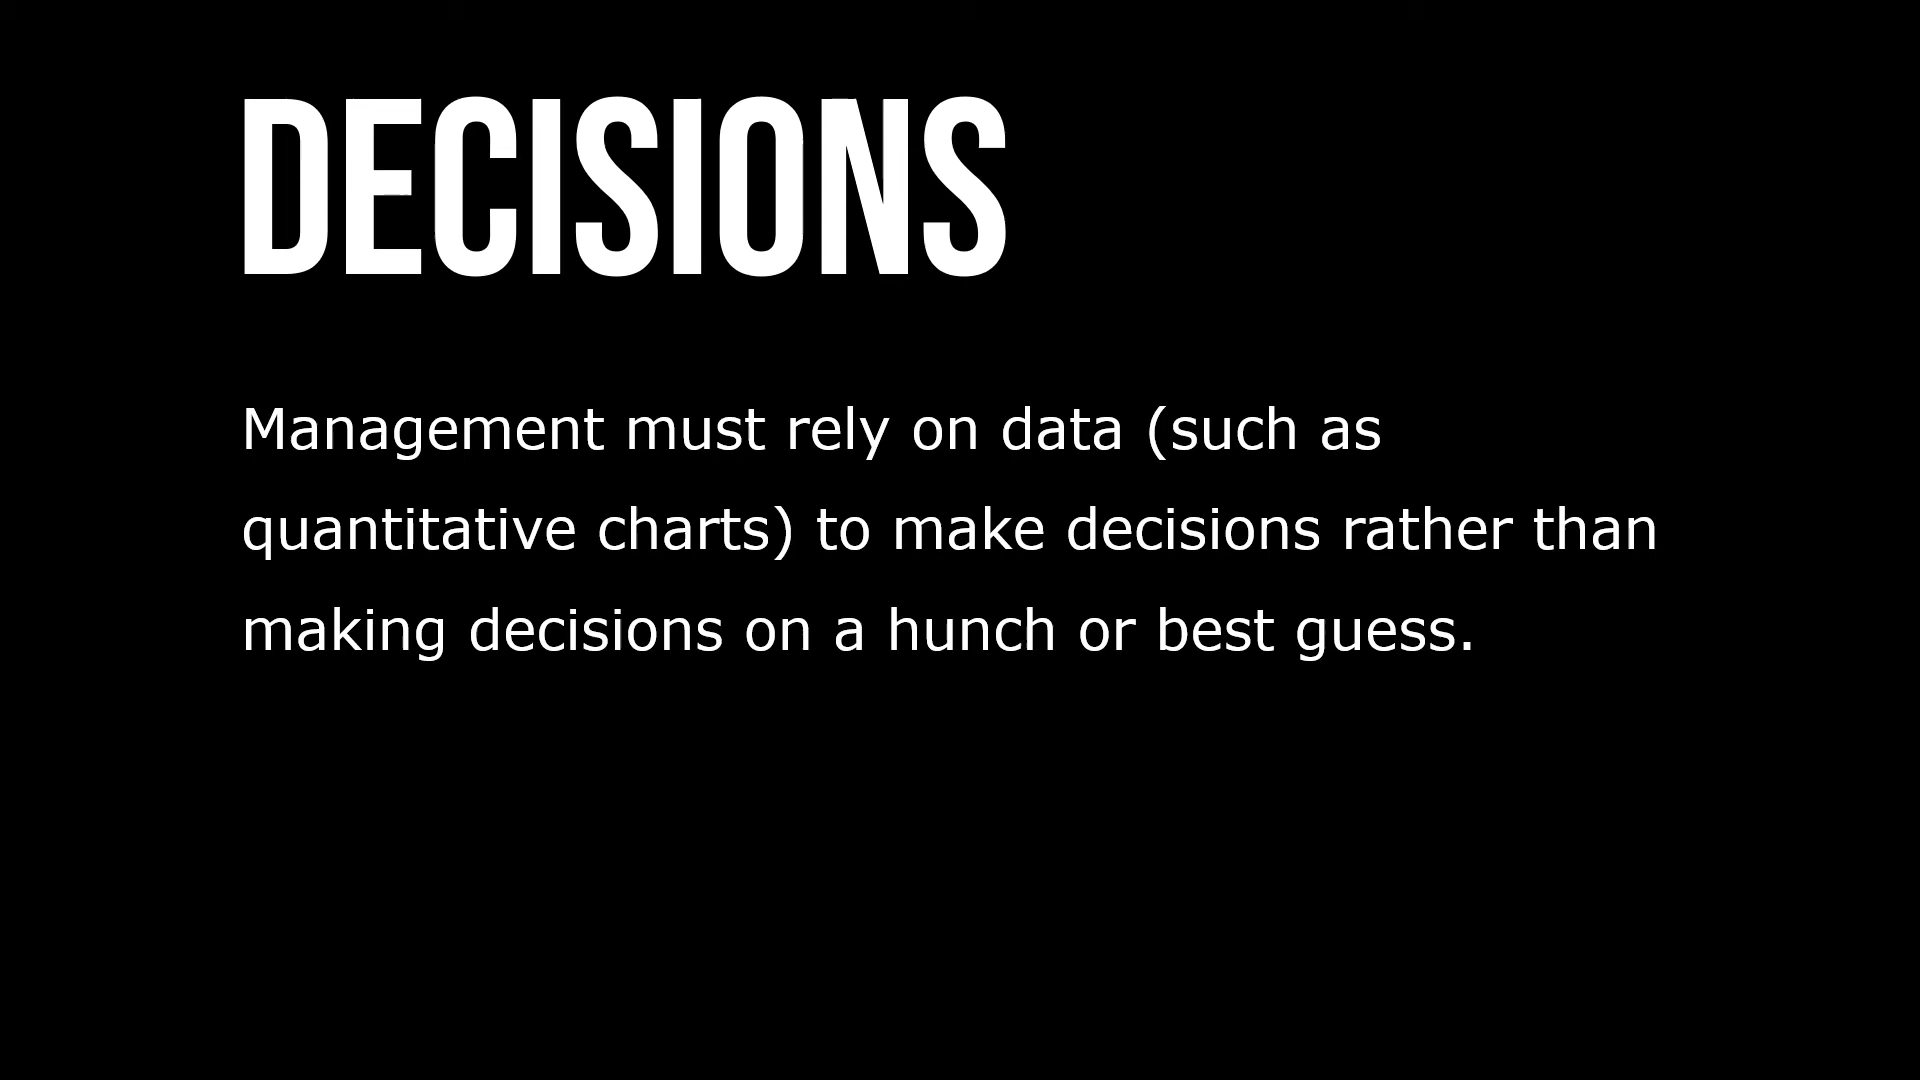 DECISIONS
Management must rely on data (such as
quantitative charts) to make decisions rather than
making decisions on a hunch or best guess.